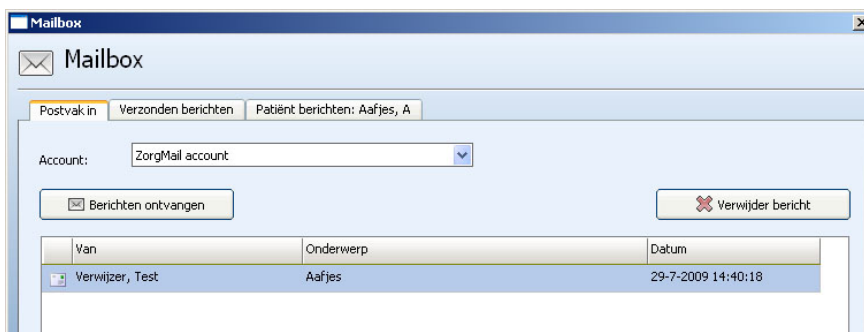 Mailbox
Mailbox
Postvak in Verzonden berichten Patiënt berichten: Aafjes, A
Account: ZorgMail account
Berichten ontvangen Verwijder bericht
Van Onderwerp Datum
Verwijzer, Test Aafjes 29-7-2009 14:40:18